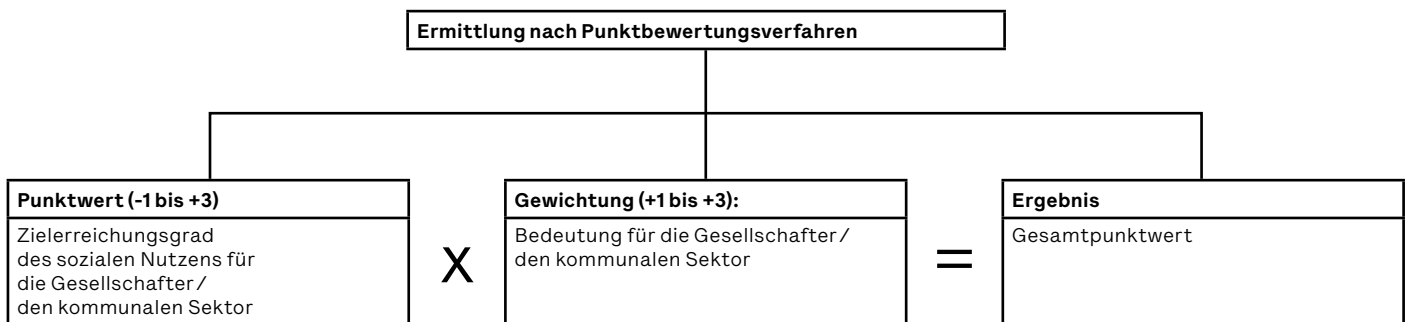 Ermittlung nach Punktbewertungsverfahren
Punktwert (-1 bis +3)
Zielerreichungsgrad
des sozialen Nutzens für
die Gesellschafter/
den kommunalen Sektor
X
Gewichtung (+1 bis +3):
Bedeutung für die Gesellschafter/
den kommunalen Sektor
=
Ergebnis
Gesamtpunktwert